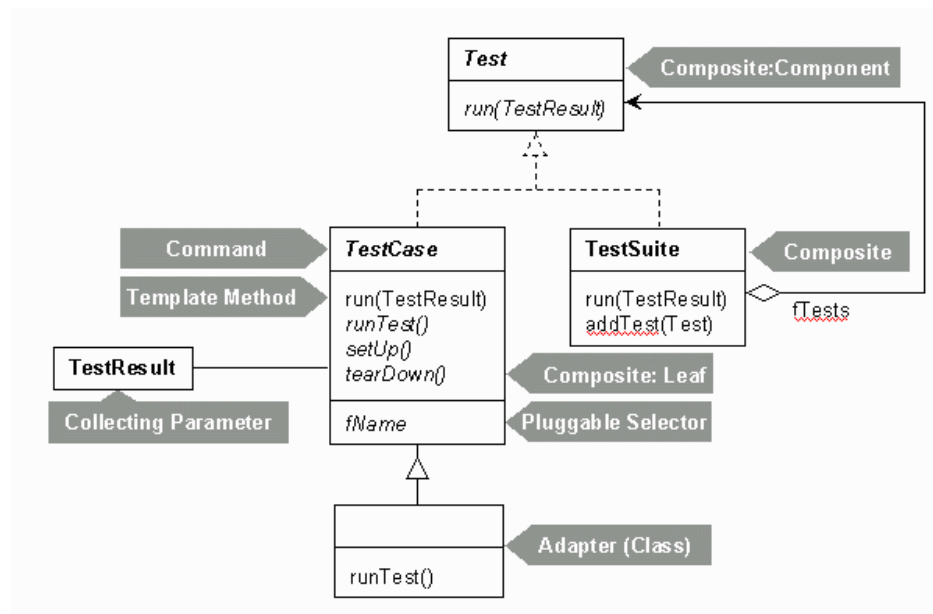 Test
Composite:Component
run(TestResult)
Command
TestCase
TestSuite
Composite
Template Method
run(TestResult)
runTest()
setUp()
tearDown()
run(TestResult)
addTest(Test)
fTests
TestResult
Composite: Leaf
Collecting Parameter
fName
Pluggable Selector
Adapter (Class)
runTest()